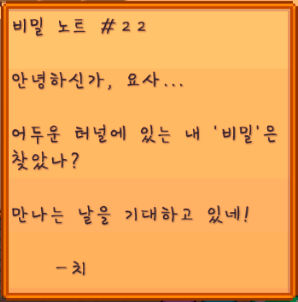 비밀 노트 #22
안녕하신가, 요사...
어두운 터널에 있는 내 '비밀'은
찾았나?
만나는 날을 기대하고 있네!
-치